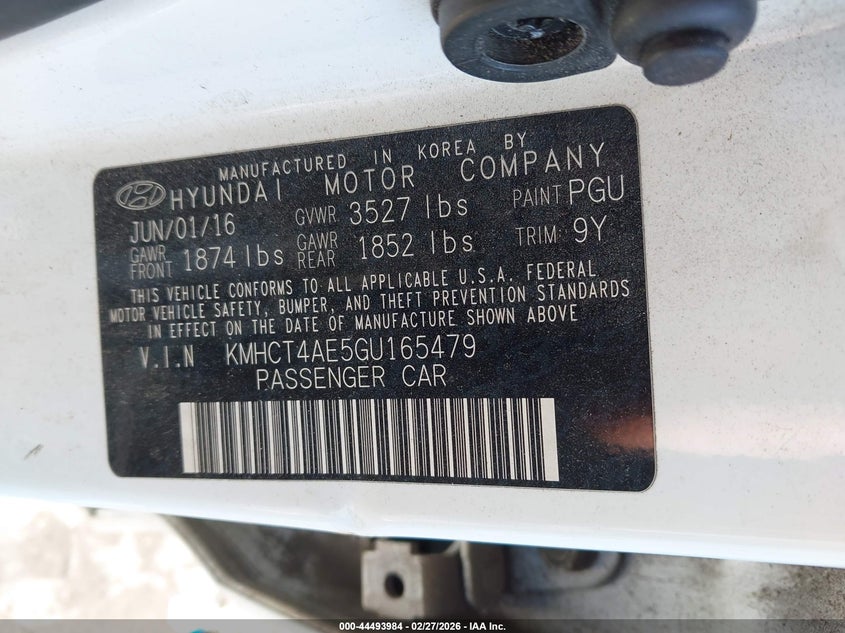 MANUFACTURED IN KOREA BY
HYUNDAI MOTOR COMPANY
JUN/01/16 GVWR 3527 lbs PAINT PGU
GAWR FRONT 1874 lbs GAWR REAR 1852 lbs TRIM: 9Y
THIS VEHICLE CONFORMS TO ALL APPLICABLE U.S.A. FEDERAL
MOTOR VEHICLE SAFETY, BUMPER, AND THEFT PREVENTION STANDARDS
IN EFFECT ON THE DATE OF MANUFACTURE SHOWN ABOVE
V.I.N KMHCT4AE5GU165479
PASSENGER CAR
000-44493984 - 02/27/2026 - IAA Inc.